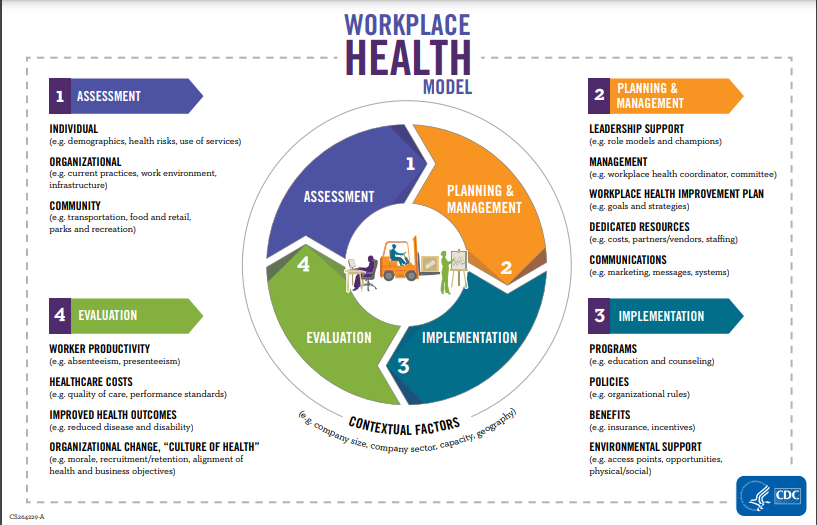 WORKPLACE
HEALTH
MODEL
1 ASSESSMENT
INDIVIDUAL
(e.g. demographics, health risks, use of services)
ORGANIZATIONAL
(e.g. current practices, work environment,
infrastructure)
COMMUNITY
(e.g. transportation, food and retail,
parks and recreation)
2 PLANNING &
MANAGEMENT
LEADERSHIP SUPPORT
(e.g. role models and champions)
MANAGEMENT
(e.g. workplace health coordinator, committee)
WORKPLACE HEALTH IMPROVEMENT PLAN
(e.g. goals and strategies)
DEDICATED RESOURCES
(e.g. costs, partners/vendors, staffing)
COMMUNICATIONS
(e.g. marketing, messages, systems)
1
ASSESSMENT
PLANNING &
MANAGEMENT
2
IMPLEMENTATION
3
EVALUATION
4
CONTEXTUAL FACTORS
(e.g. company size, company sector, capacity, geography)
3 IMPLEMENTATION
PROGRAMS
(e.g. education and counseling)
POLICIES
(e.g. organizational rules)
BENEFITS
(e.g. insurance, incentives)
ENVIRONMENTAL SUPPORT
(e.g. access points, opportunities,
physical/social)
4 EVALUATION
WORKER PRODUCTIVITY
(e.g. absenteeism, presenteeism)
HEALTHCARE COSTS
(e.g. quality of care, performance standards)
IMPROVED HEALTH OUTCOMES
(e.g. reduced disease and disability)
ORGANIZATIONAL CHANGE, “CULTURE OF HEALTH”
(e.g. morale, recruitment/retention, alignment of
health and business objectives)
CDC
CS264229-A